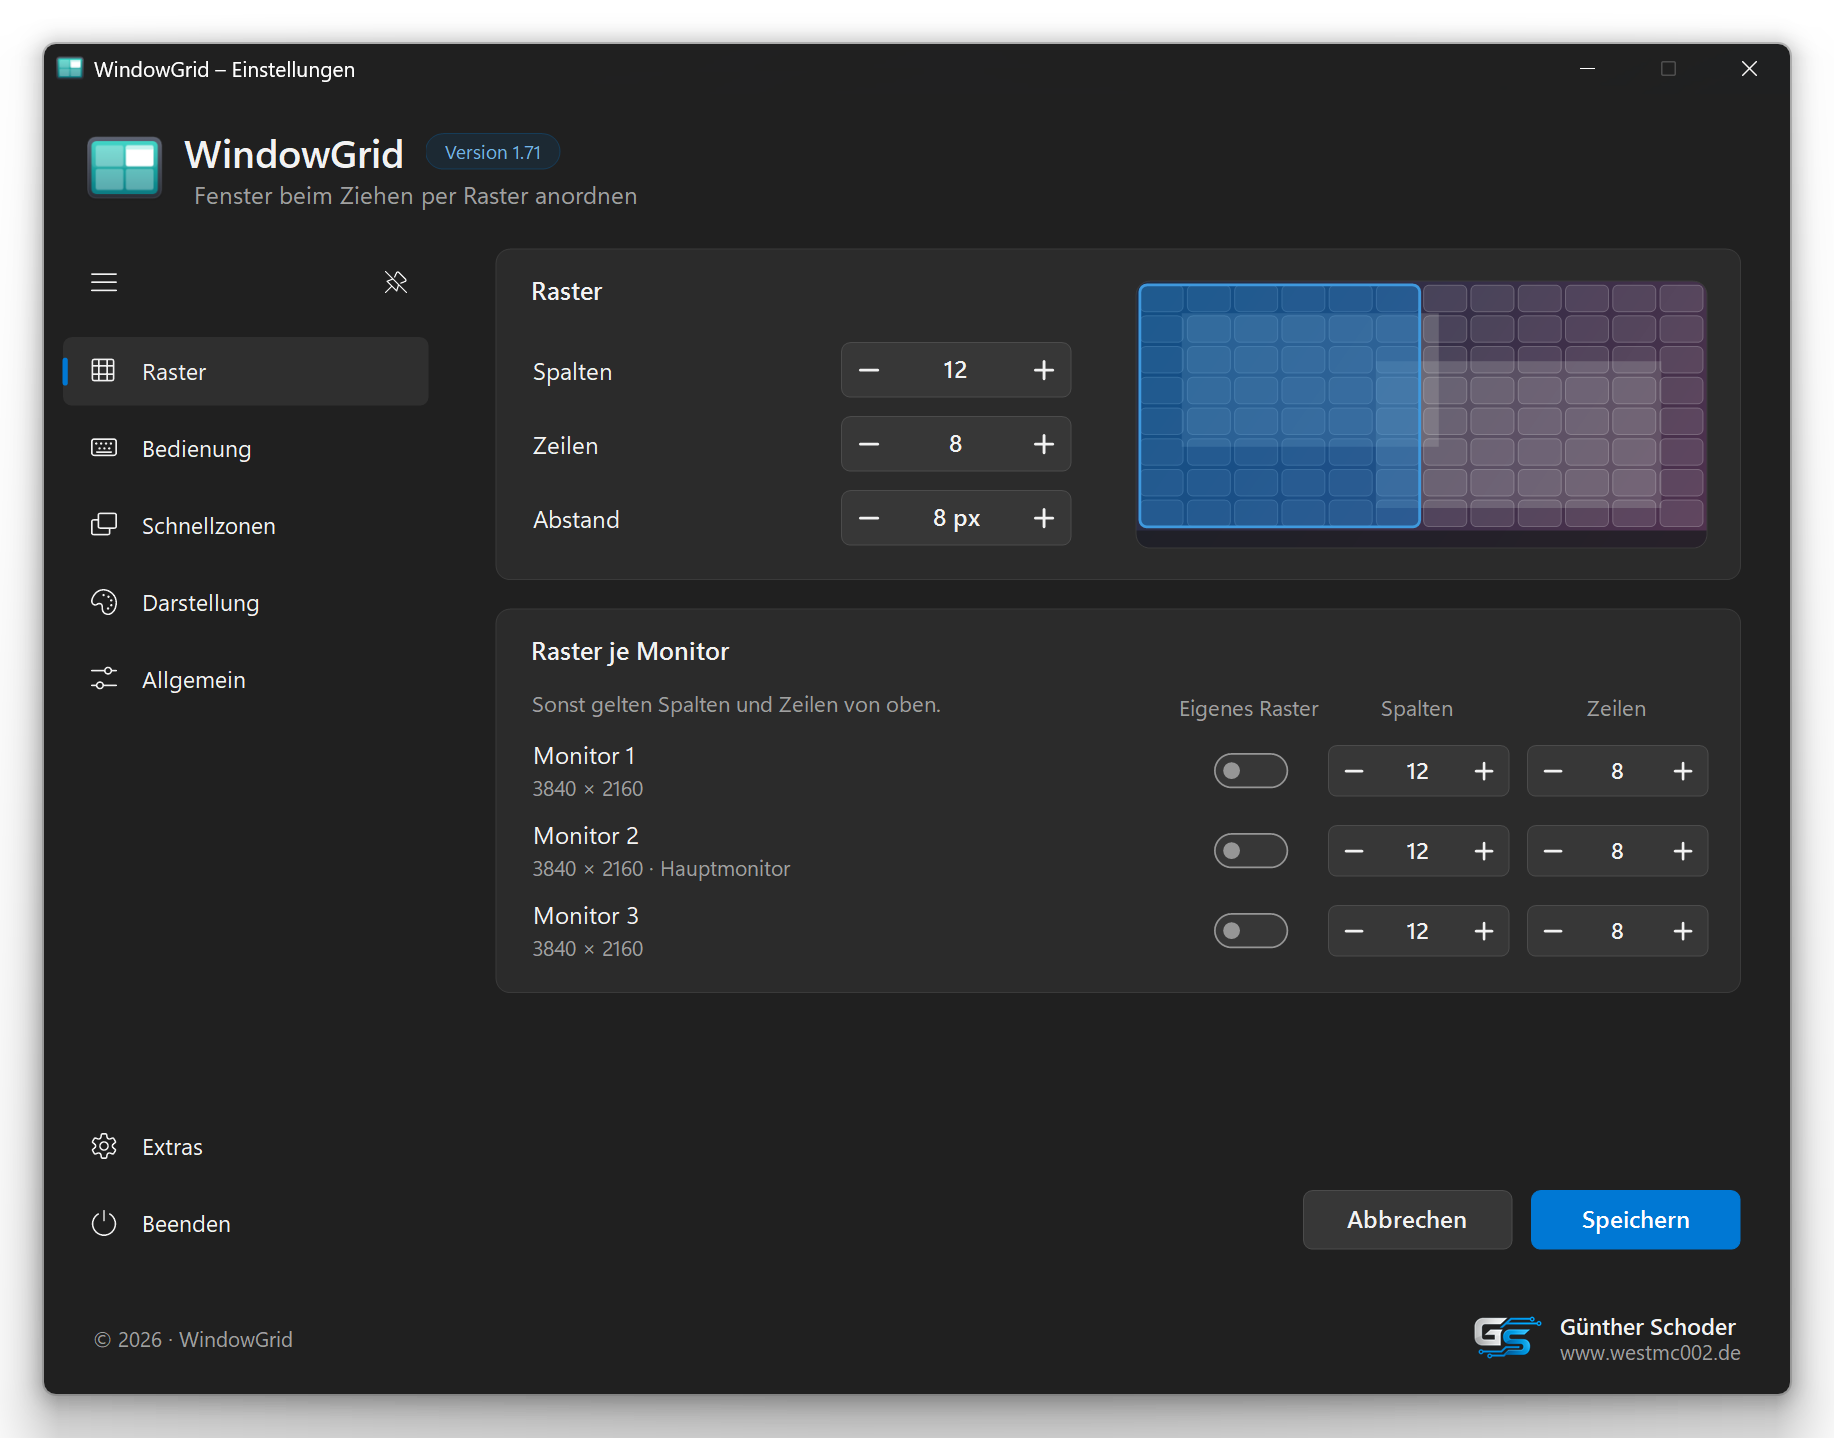 WindowGrid – Einstellungen
WindowGrid
Version 1.71
Fenster beim Ziehen per Raster anordnen
Raster
Bedienung
Schnellzonen
Darstellung
Allgemein
Extras
Beenden
Raster
Spalten
12
Zeilen
8
Abstand
8 px
Raster je Monitor
Sonst gelten Spalten und Zeilen von oben.
Eigenes Raster
Spalten
Zeilen
Monitor 1
3840 × 2160
12
8
Monitor 2
3840 × 2160 · Hauptmonitor
12
8
Monitor 3
3840 × 2160
12
8
Abbrechen
Speichern
© 2026 · WindowGrid
GS
Günther Schoder
www.westmc002.de